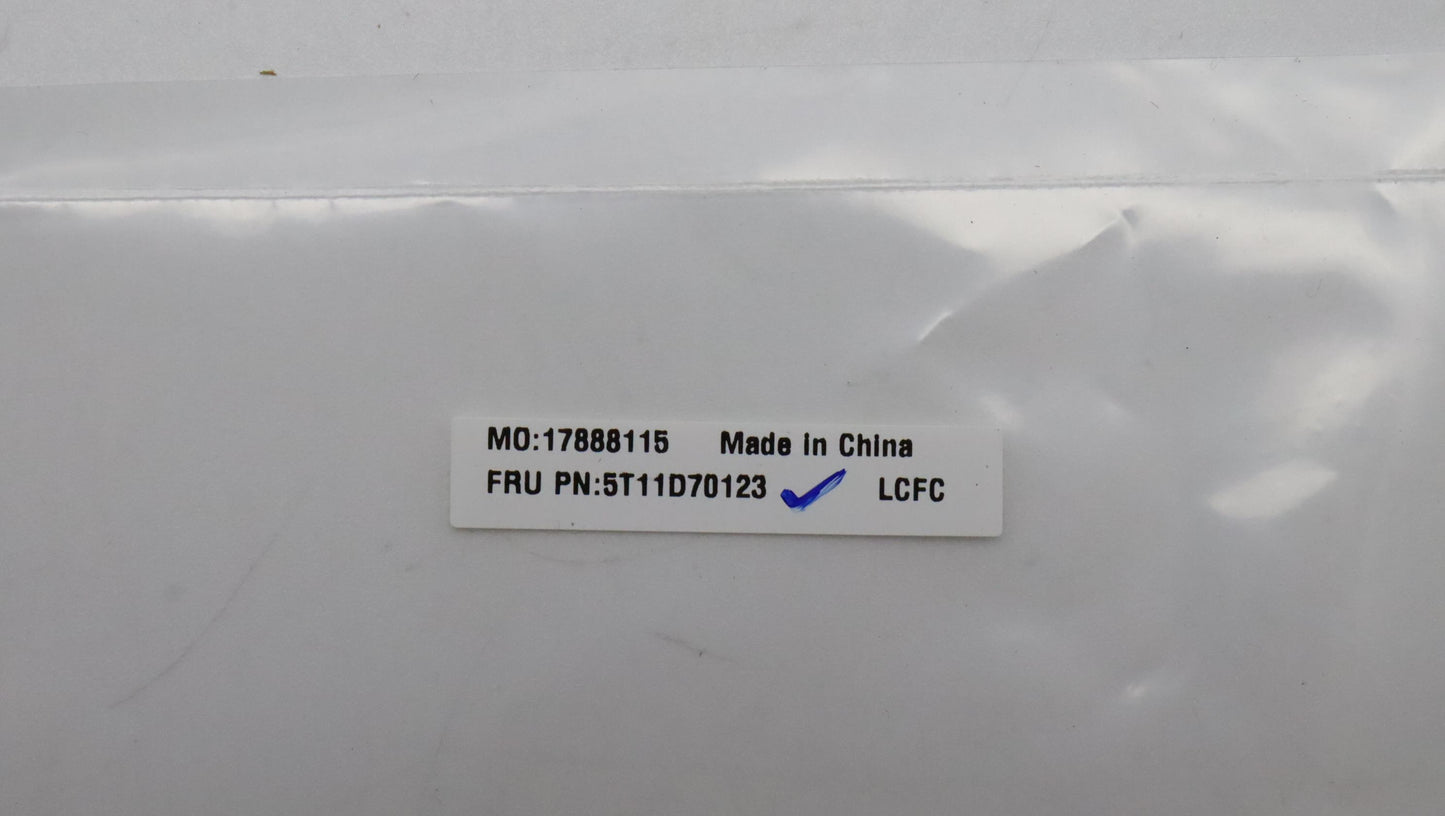 MO:17888115 Made in China
FRU PN:5T11D70123 LCFC